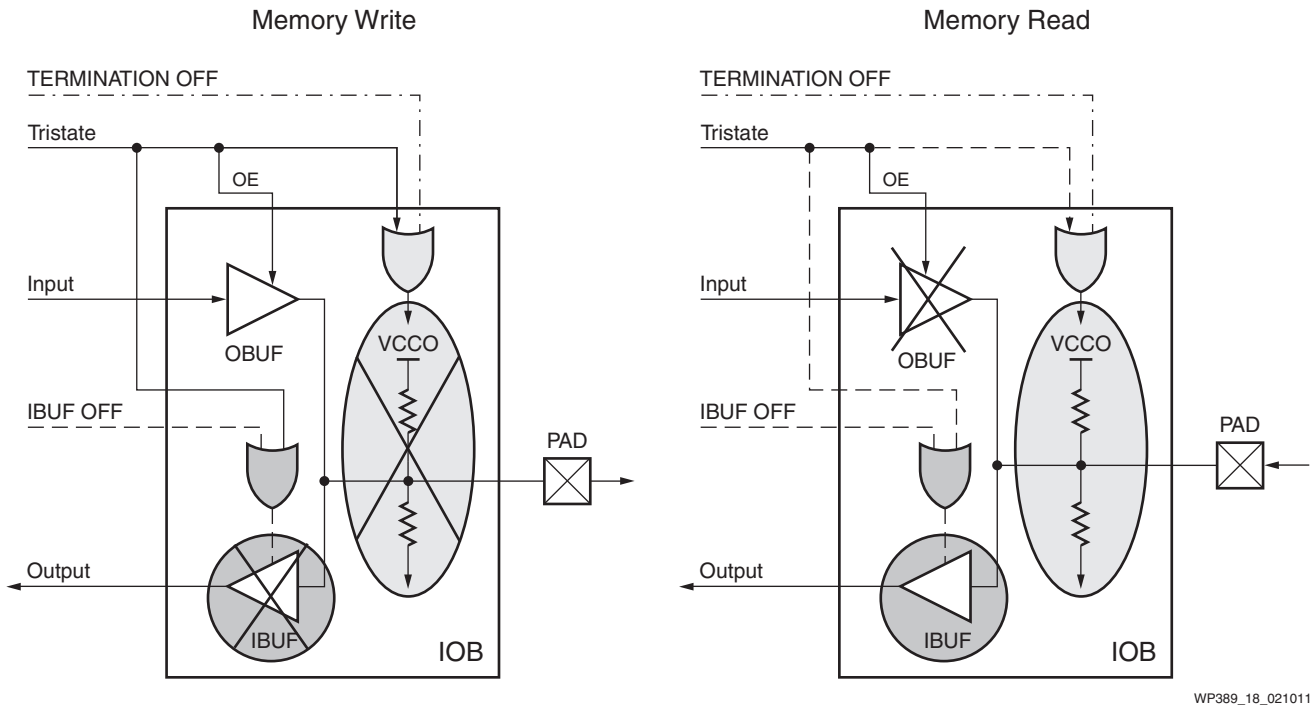 Memory Write
TERMINATION OFF
Tristate
OE
Input
OBUF
VCCO
IBUF OFF
PAD
Output
IBUF
IOB
Memory Read
TERMINATION OFF
Tristate
OE
Input
OBUF
VCCO
IBUF OFF
PAD
Output
IBUF
IOB
WP389_18_021011